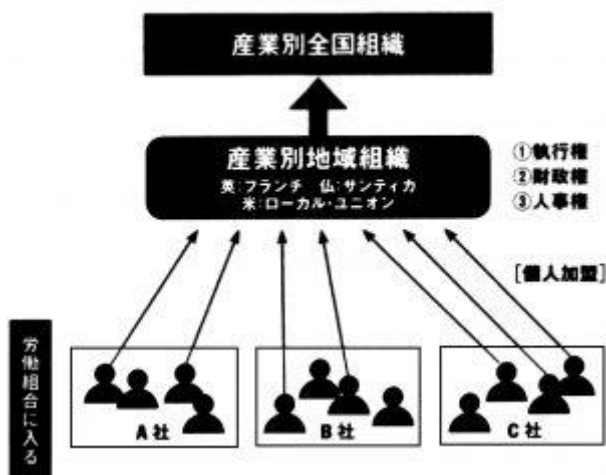 産業別全国組織
産業別地域組織
英：フランチ 仏：サンディカ
米：ローカル・ユニオン
①執行権
②財政権
③人事権
[個人加盟]
労働組合に入る
A社
B社
C社